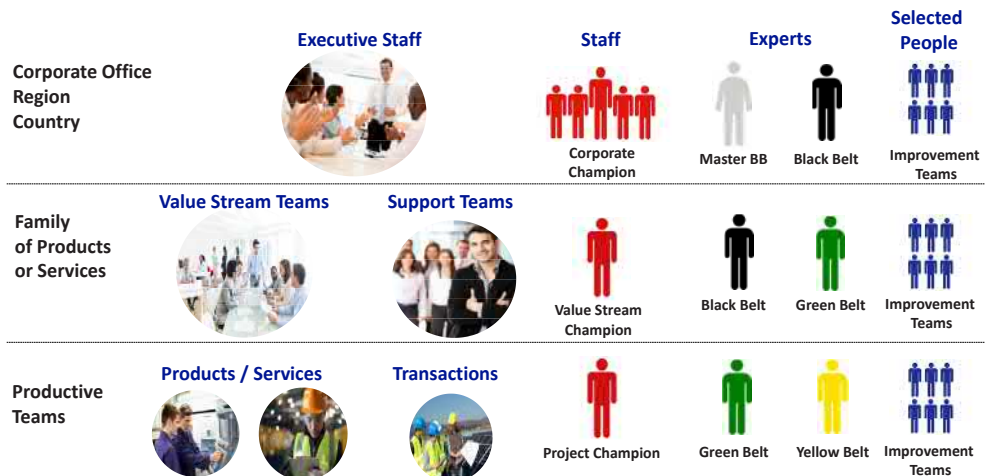 Executive Staff
Staff
Experts
Selected
People
Corporate Office
Region
Country
Corporate
Champion
Master BB
Black Belt
Improvement
Teams
Value Stream Teams
Support Teams
Family
of Products
or Services
Value Stream
Champion
Black Belt
Green Belt
Improvement
Teams
Products / Services
Transactions
Productive
Teams
Project Champion
Green Belt
Yellow Belt
Improvement
Teams